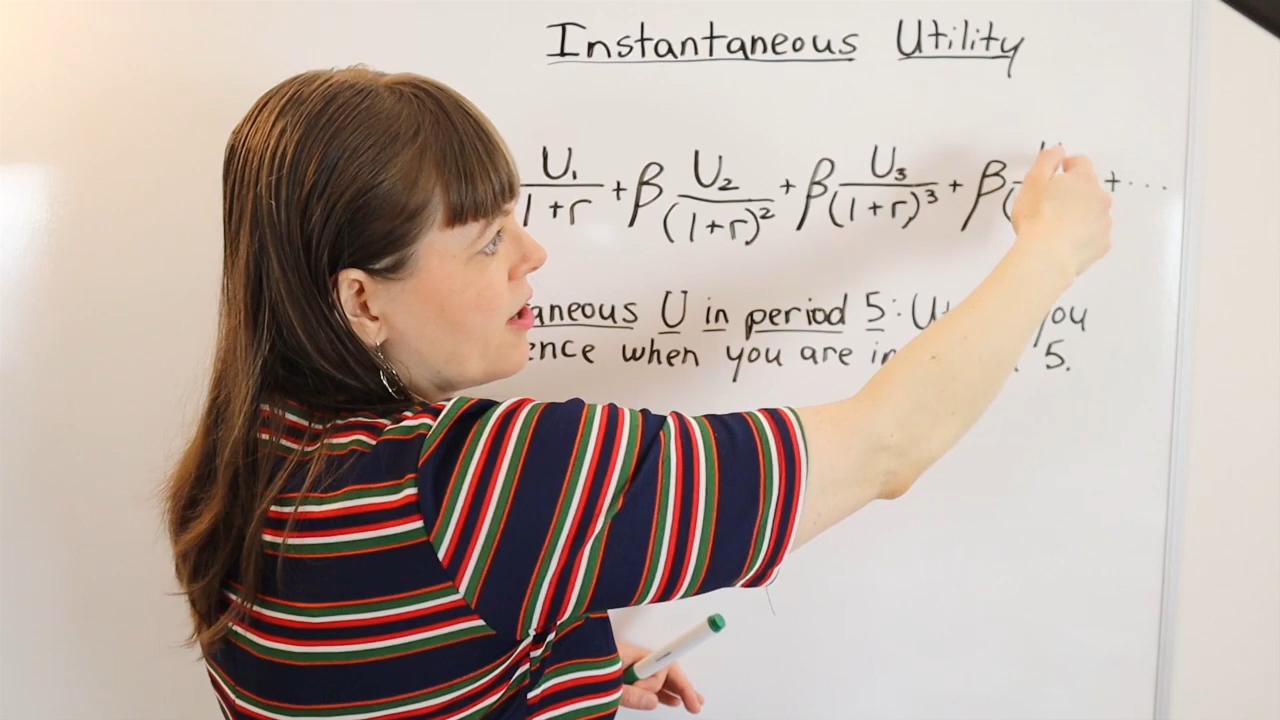 Instantaneous Utility
U₁/(1+r + β U₂/(1+r)² + β U₃/(1+r)³ + β ( + ...
aneous U in period 5: you
ence when you are in 5.